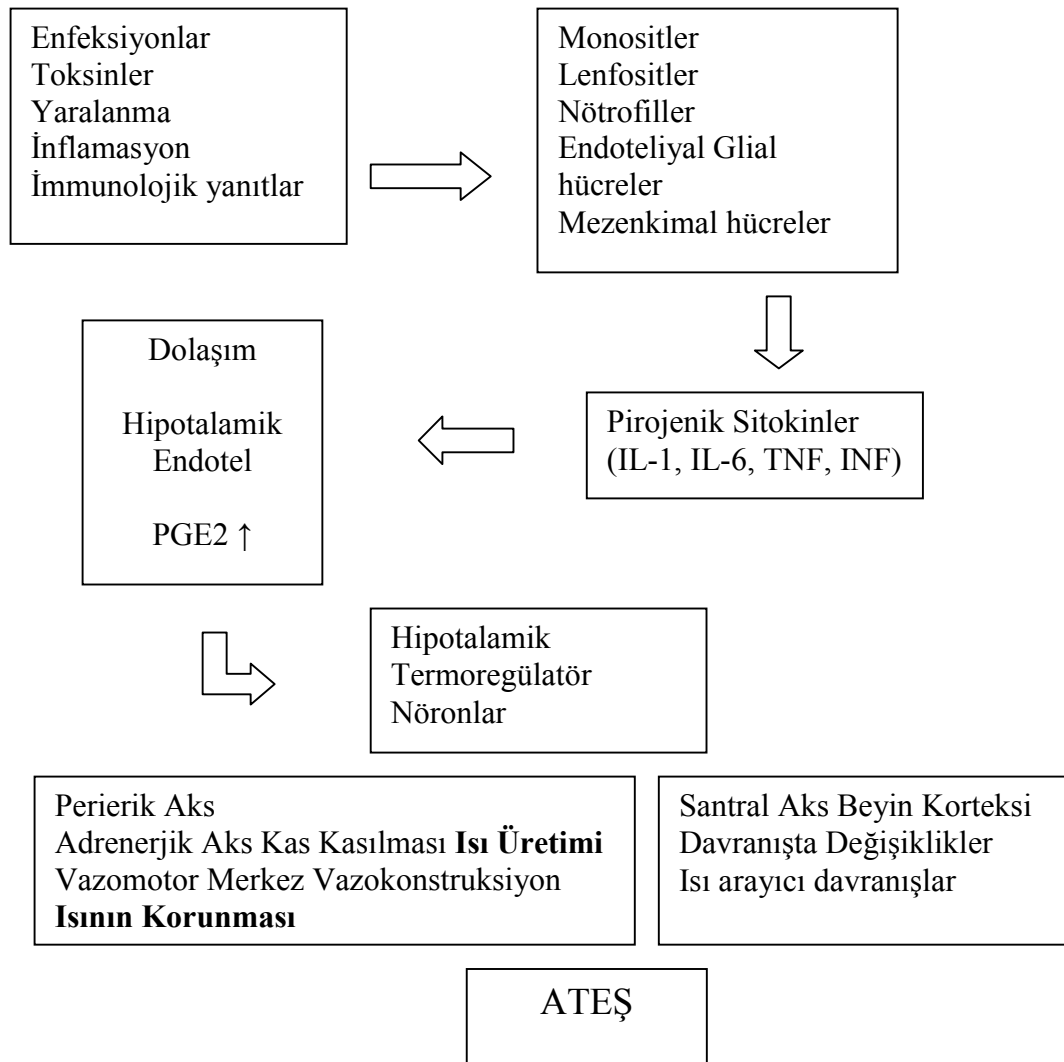 Enfeksiyonlar
Toksinler
Yaralanma
İnflamasyon
İmmunolojik yanıtlar
Monositler
Lenfositler
Nötrofiller
Endoteliyal Glial
hücreler
Mezenkimal hücreler
Pirojenik Sitokinler
(IL-1, IL-6, TNF, INF)
Dolaşım
Hipotalamik
Endotel
PGE2 ↑
Hipotalamik
Termoregülatör
Nöronlar
Perierik Aks
Adrenerjik Aks Kas Kasılması Isı Üretimi
Vazomotor Merkez Vazokonstruksiyon
Isının Korunması
Santral Aks Beyin Korteksi
Davranışta Değişiklikler
Isı arayıcı davranışlar
ATEŞ